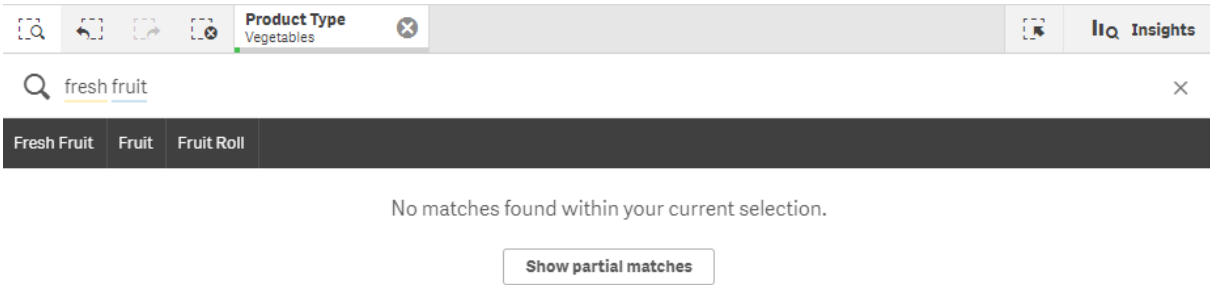 Product Type
Vegetables
Insights
fresh fruit
Fresh Fruit Fruit Fruit Roll
No matches found within your current selection.
Show partial matches